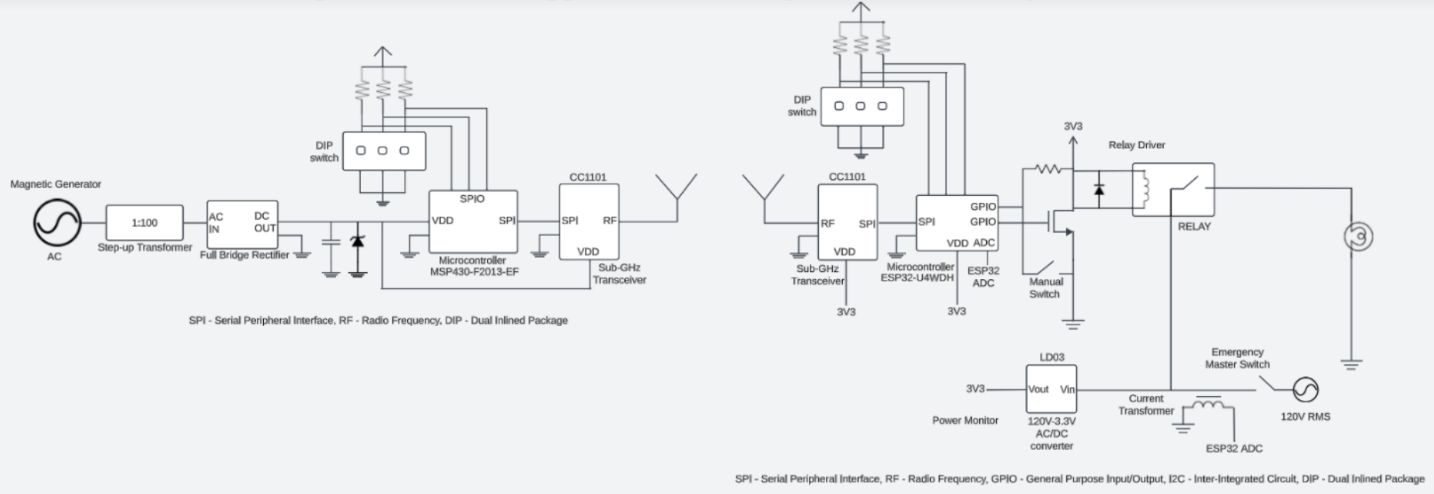 DIP
switch
Magnetic Generator
AC
1:100
Step-up Transformer
AC
IN
DC
OUT
Full Bridge Rectifier
SPIO
VDD
SPI
Microcontroller
MSP430-F2013-EF
CC1101
SPI
RF
VDD
Sub-GHz
Transceiver
SPI - Serial Peripheral Interface, RF - Radio Frequency, DIP - Dual Inlined Package
DIP
switch
CC1101
RF
SPI
VDD
Sub-GHz
Transceiver
3V3
SPI
GPIO
GPIO
VDD
ADC
Microcontroller
ESP32-U4WDH
3V3
ESP32
ADC
3V3
Relay Driver
RELAY
Manual
Switch
LD03
3V3
Vout
Vin
Power Monitor
120V-3.3V
AC/DC
converter
Current
Transformer
Emergency
Master Switch
120V RMS
ESP32 ADC
SPI - Serial Peripheral Interface, RF - Radio Frequency, GPIO - General Purpose Input/Output, I2C - Inter-Integrated Circuit, DIP - Dual Inlined Package